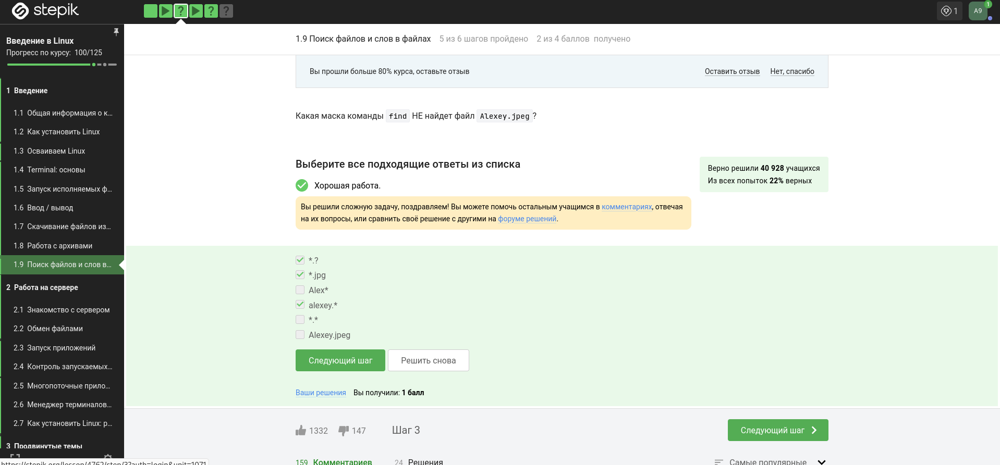 stepik
?
?
?
1
A9
1
Введение в Linux
Прогресс по курсу: 100/125
1 Введение
1.1 Общая информация о к...
1.2 Как установить Linux
1.3 Осваиваем Linux
1.4 Terminal: основы
1.5 Запуск исполняемых ф...
1.6 Ввод / вывод
1.7 Скачивание файлов из...
1.8 Работа с архивами
1.9 Поиск файлов и слов в...
2 Работа на сервере
2.1 Знакомство с сервером
2.2 Обмен файлами
2.3 Запуск приложений
2.4 Контроль запускаемых...
2.5 Многопоточные прило...
2.6 Менеджер терминалов...
2.7 Как установить Linux: р...
3 Продвинутые темы
https://stepik.org/lesson/4762/step/3?auth=login&unit=1071
1.9 Поиск файлов и слов в файлах 5 из 6 шагов пройдено 2 из 4 баллов получено
Вы прошли больше 80% курса, оставьте отзыв Оставить отзыв Нет, спасибо
Какая маска команды find НЕ найдет файл Alexey.jpeg ?
Выберите все подходящие ответы из списка
Хорошая работа.
Верно решили 40 928 учащихся
Из всех попыток 22% верных
Вы решили сложную задачу, поздравляем! Вы можете помочь остальным учащимся в комментариях, отвечая
на их вопросы, или сравнить своё решение с другими на форуме решений.
*.?
*.jpg
Alex*
alexey.*
*.*
Alexey.jpeg
Следующий шаг Решить снова
Ваши решения Вы получили: 1 балл
1332 147 Шаг 3 Следующий шаг
159 Комментариев 24 Решения Самые популярные